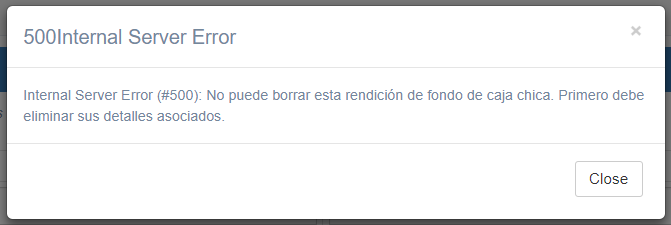 500Internal Server Error
×
Internal Server Error (#500): No puede borrar esta rendición de fondo de caja chica. Primero debe
eliminar sus detalles asociados.
Close